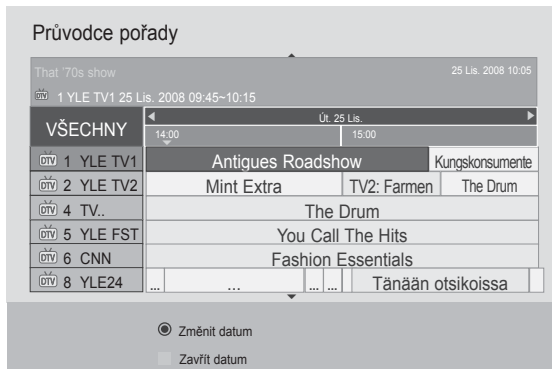 Průvodce pořady
That '70s show
25 Lis. 2008 10:05
DTV 1 YLE TV1 25 Lis. 2008 09:45~10:15
VŠECHNY
Út. 25 Lis.
14:00 15:00
DTV 1 YLE TV1 Antigues Roadshow Kungskonsumente
DTV 2 YLE TV2 Mint Extra TV2: Farmen The Drum
DTV 4 TV.. The Drum
DTV 5 YLE FST You Call The Hits
DTV 6 CNN Fashion Essentials
DTV 8 YLE24 ... ... ... ... Tänään otsikoissa
Změnit datum
Zavřít datum